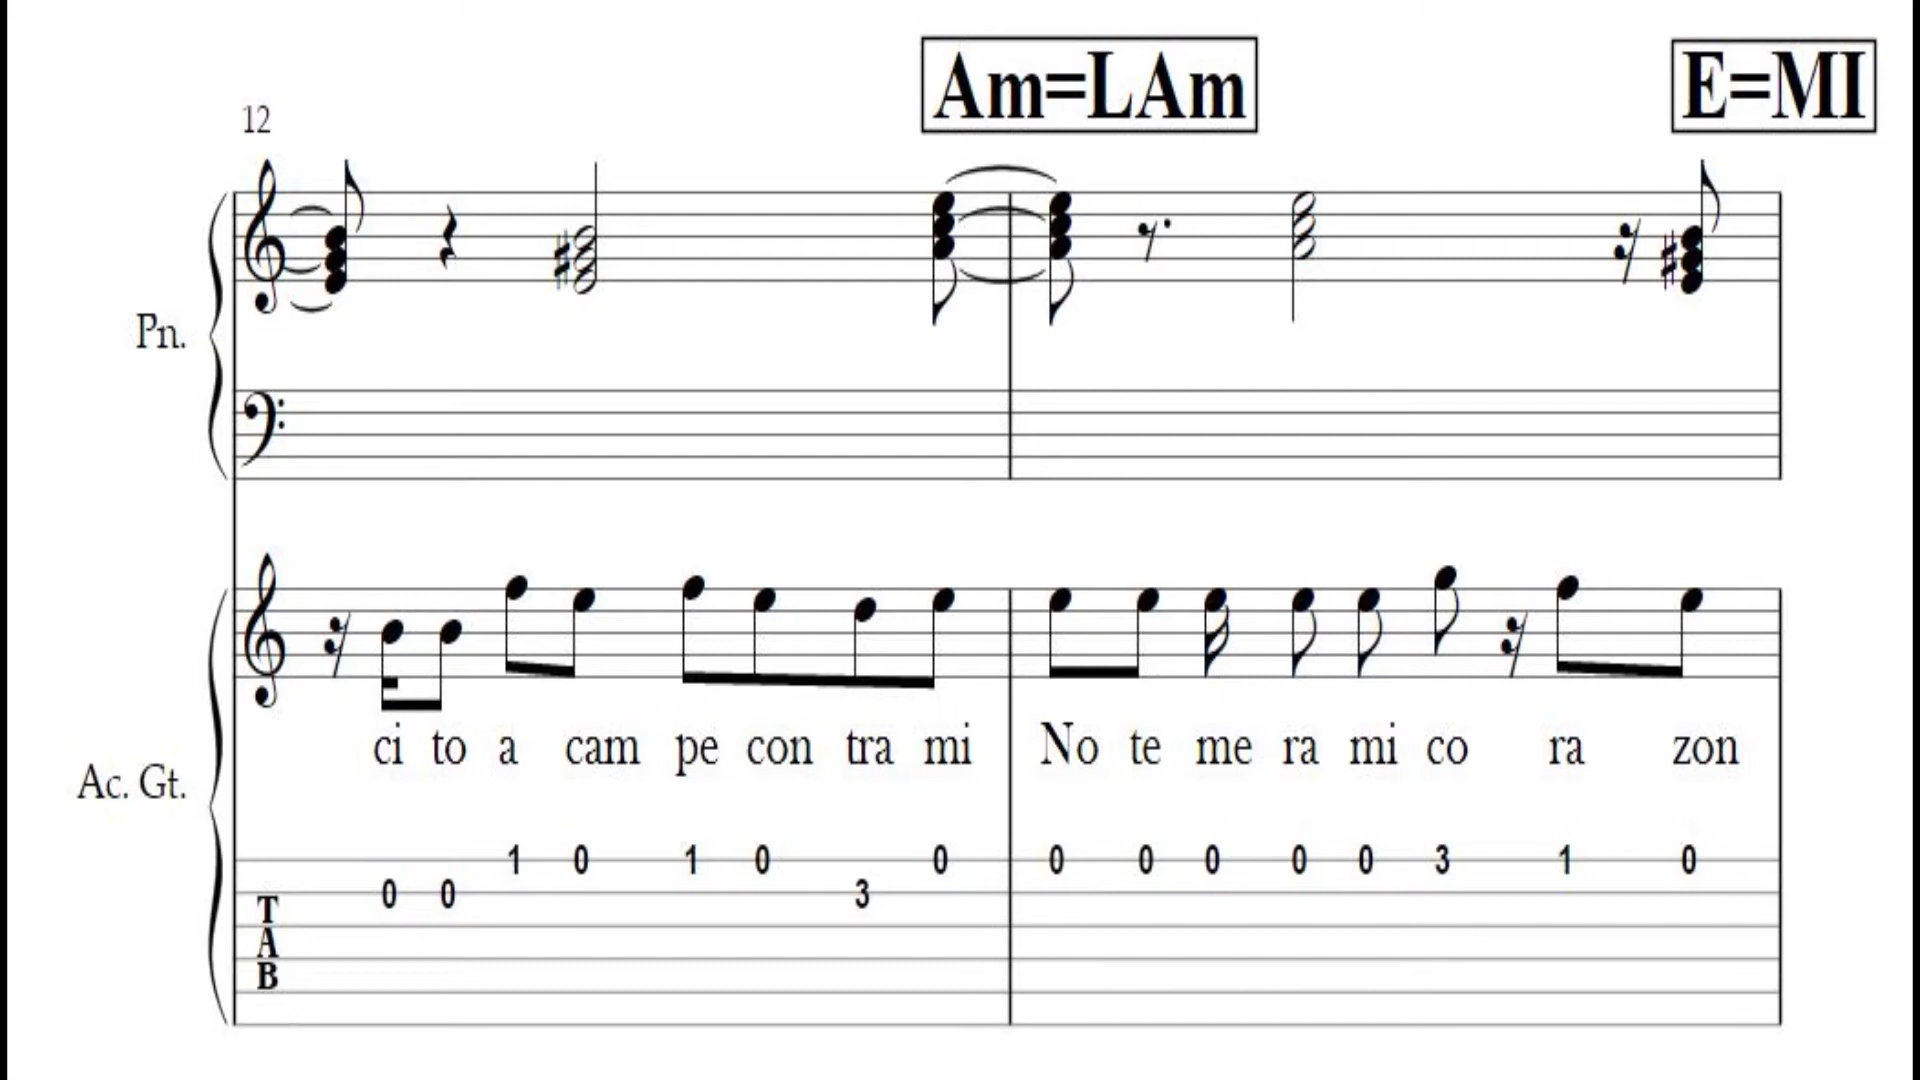 Am=LAm E=MI
12
Pn.
ci to a cam pe con tra mi No te me ra mi co ra zon
Ac. Gt.
1 0 1 0 0 0 0 0 0 0 3 1 0
0 0 3
T
A
B